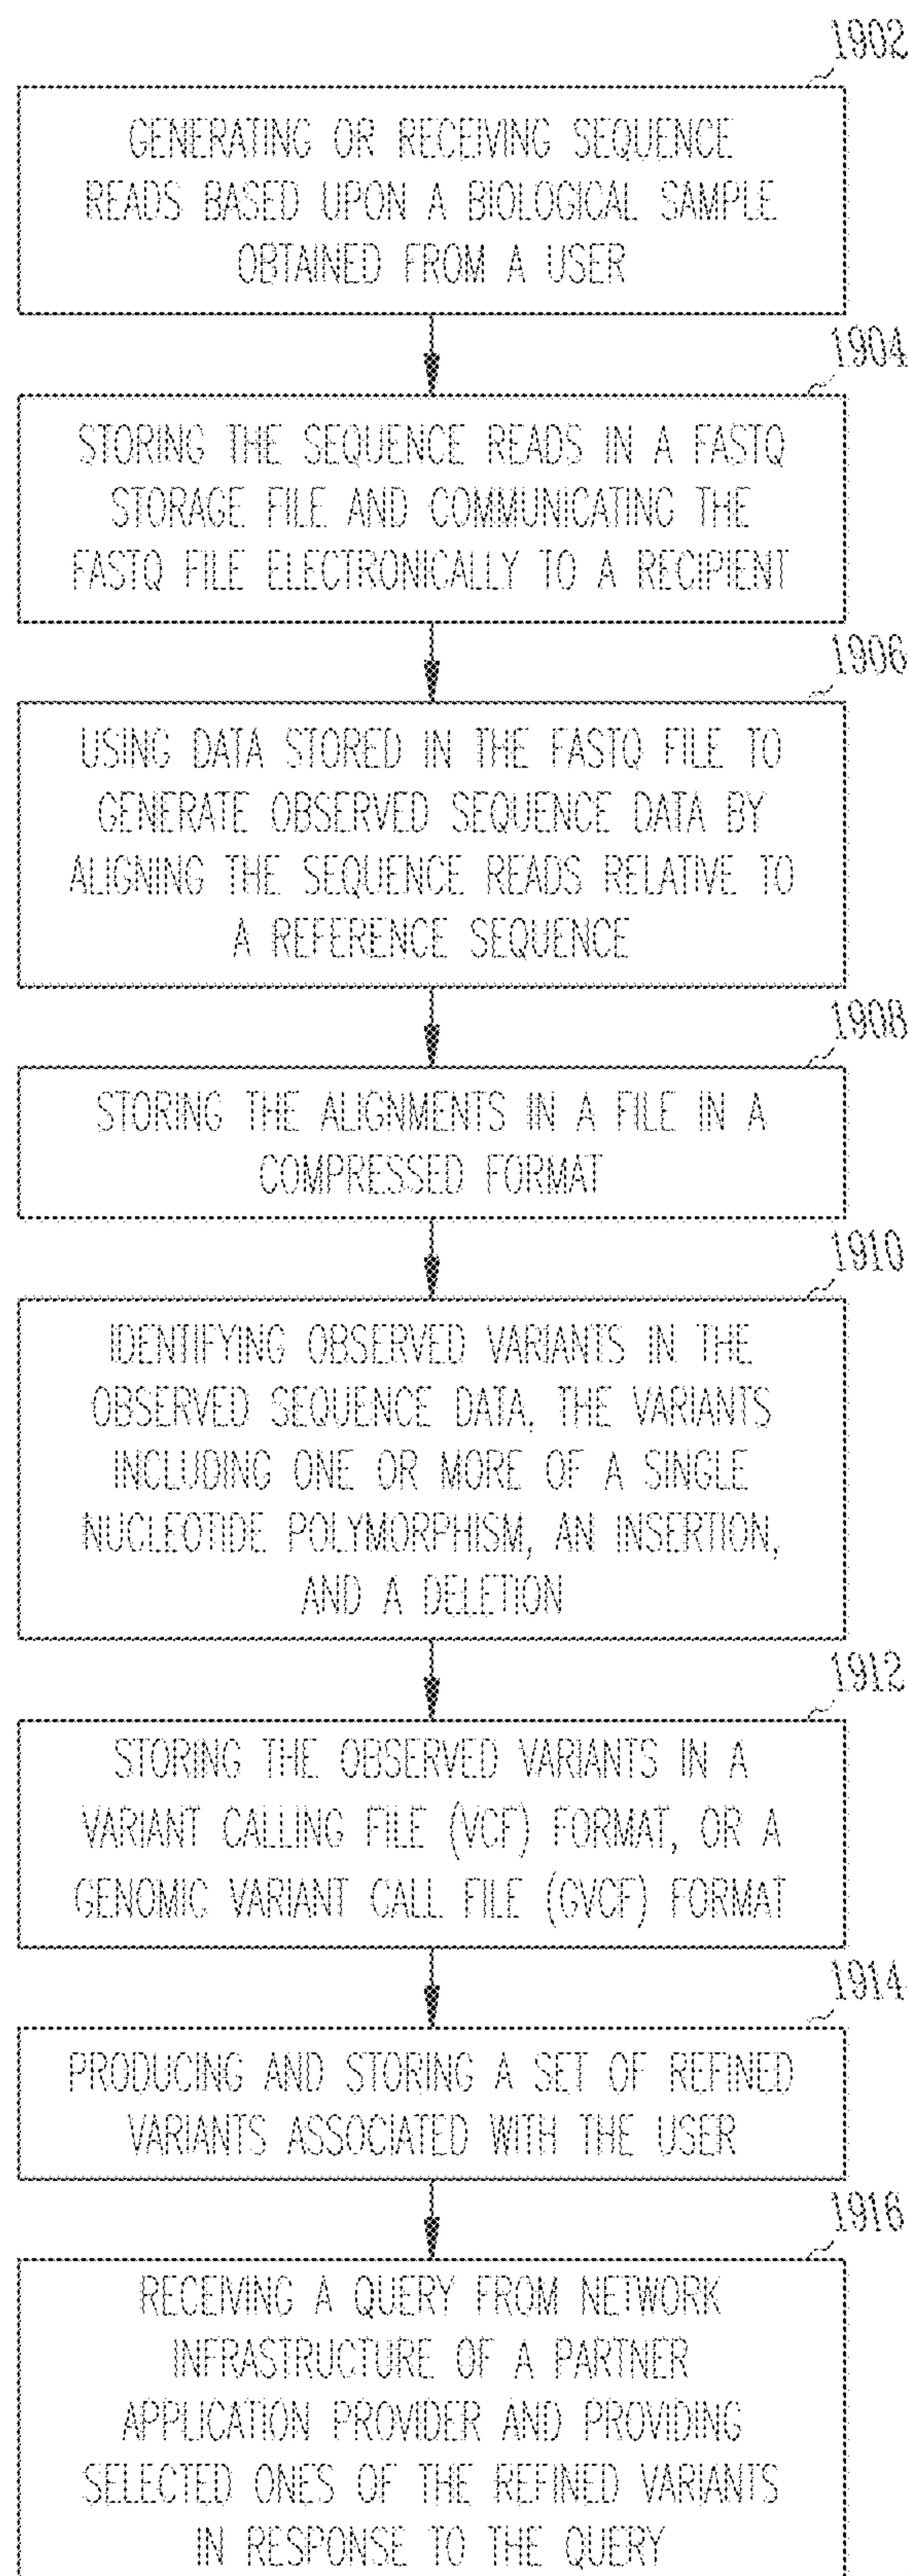 1902
GENERATING OR RECEIVING SEQUENCE
READS BASED UPON A BIOLOGICAL SAMPLE
OBTAINED FROM A USER
1904
STORING THE SEQUENCE READS IN A FASTQ
STORAGE FILE AND COMMUNICATING THE
FASTQ FILE ELECTRONICALLY TO A RECIPIENT
1906
USING DATA STORED IN THE FASTQ FILE TO
GENERATE OBSERVED SEQUENCE DATA BY
ALIGNING THE SEQUENCE READS RELATIVE TO
A REFERENCE SEQUENCE
1908
STORING THE ALIGNMENTS IN A FILE IN A
COMPRESSED FORMAT
1910
IDENTIFYING OBSERVED VARIANTS IN THE
OBSERVED SEQUENCE DATA, THE VARIANTS
INCLUDING ONE OR MORE OF A SINGLE
NUCLEOTIDE POLYMORPHISM, AN INSERTION,
AND A DELETION
1912
STORING THE OBSERVED VARIANTS IN A
VARIANT CALLING FILE (VCF) FORMAT, OR A
GENOMIC VARIANT CALL FILE (GVCF) FORMAT
1914
PRODUCING AND STORING A SET OF REFINED
VARIANTS ASSOCIATED WITH THE USER
1916
RECEIVING A QUERY FROM NETWORK
INFRASTRUCTURE OF A PARTNER
APPLICATION PROVIDER AND PROVIDING
SELECTED ONES OF THE REFINED VARIANTS
IN RESPONSE TO THE QUERY